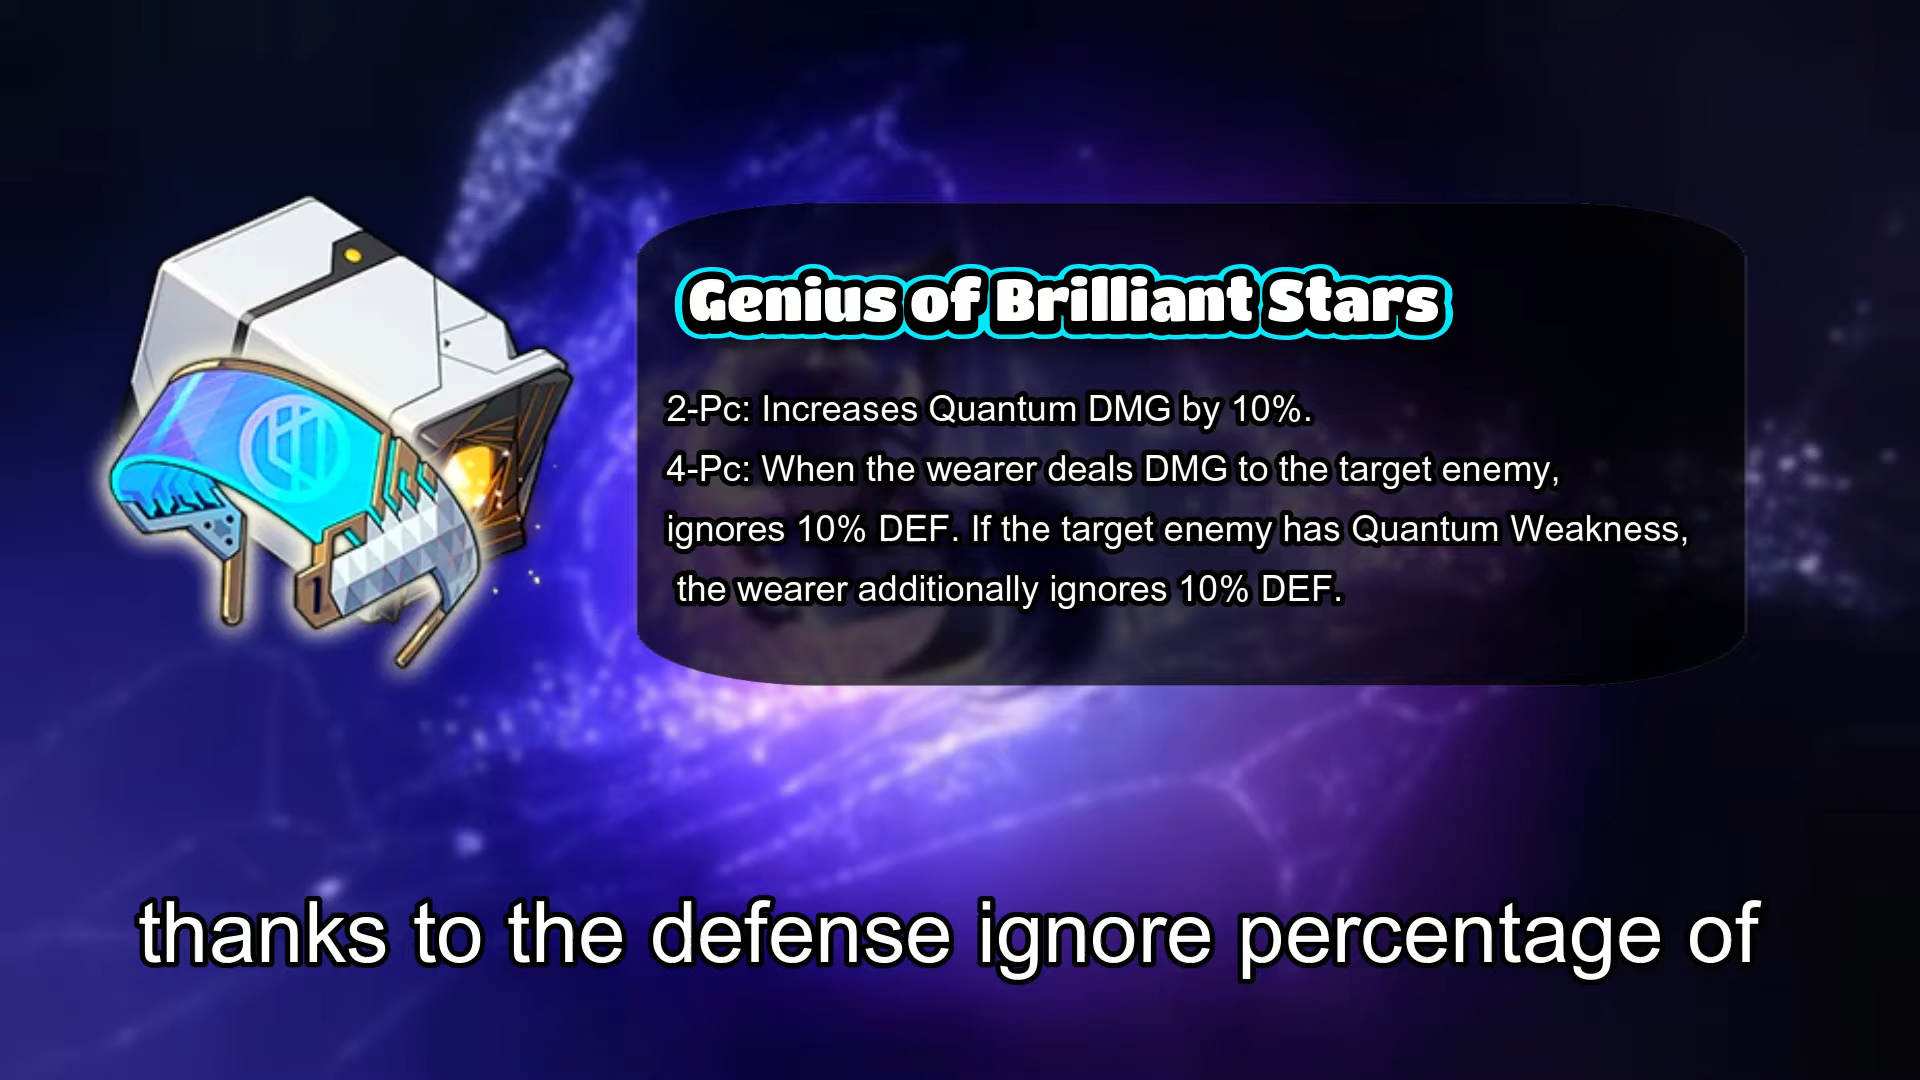 Genius of Brilliant Stars
2-Pc: Increases Quantum DMG by 10%.
4-Pc: When the wearer deals DMG to the target enemy,
ignores 10% DEF. If the target enemy has Quantum Weakness,
the wearer additionally ignores 10% DEF.
1
thanks to the defense ignore percentage of